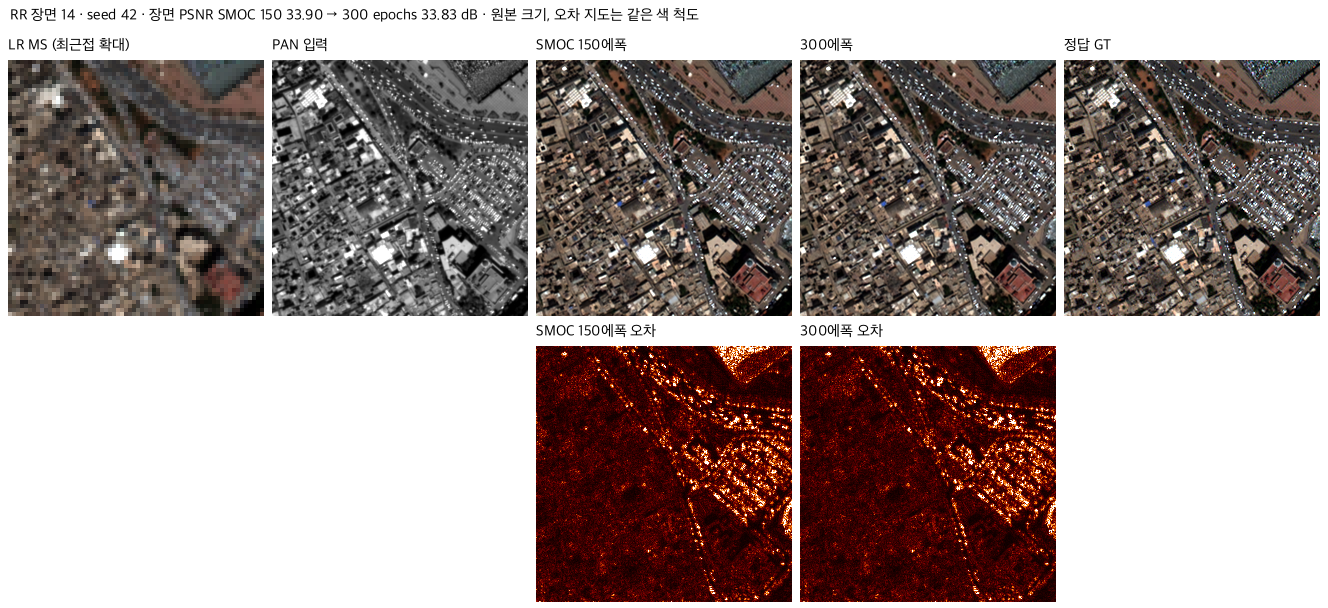 RR 장면 14 · seed 42 · 장면 PSNR SMOC 150 33.90 → 300 epochs 33.83 dB · 원본 크기, 오차 지도는 같은 색 척도
LR MS (최근접 확대)
PAN 입력
SMOC 150에폭
300에폭
정답 GT
SMOC 150에폭 오차
300에폭 오차